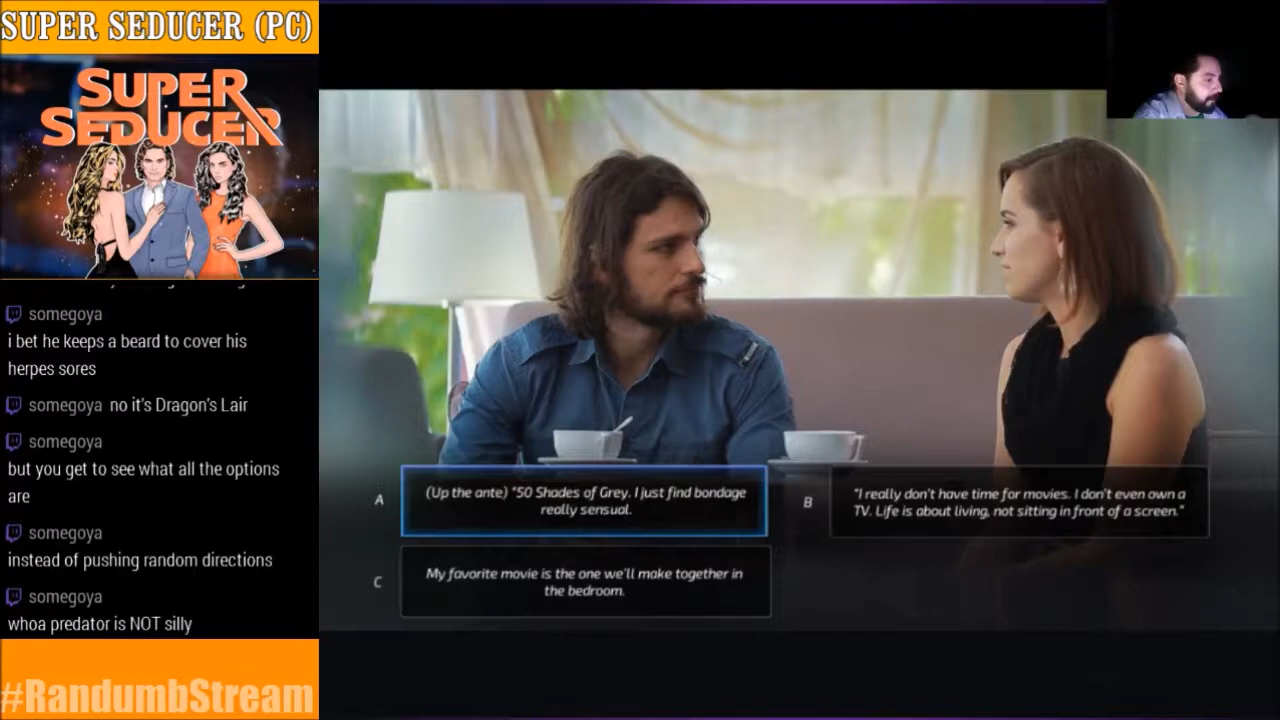 SUPER SEDUCER (PC)
SUPER
SEDUCER
somegoya
i bet he keeps a beard to cover his
herpes sores
somegoya no it's Dragon's Lair
somegoya
but you get to see what all the options
are
somegoya
instead of pushing random directions
somegoya
whoa predator is NOT silly
#RandumbStream
A
(Up the ante) "50 Shades of Grey. I just find bondage
really sensual.
B
"I really don't have time for movies. I don't even own a
TV. Life is about living, not sitting in front of a screen."
C
My favorite movie is the one we'll make together in
the bedroom.